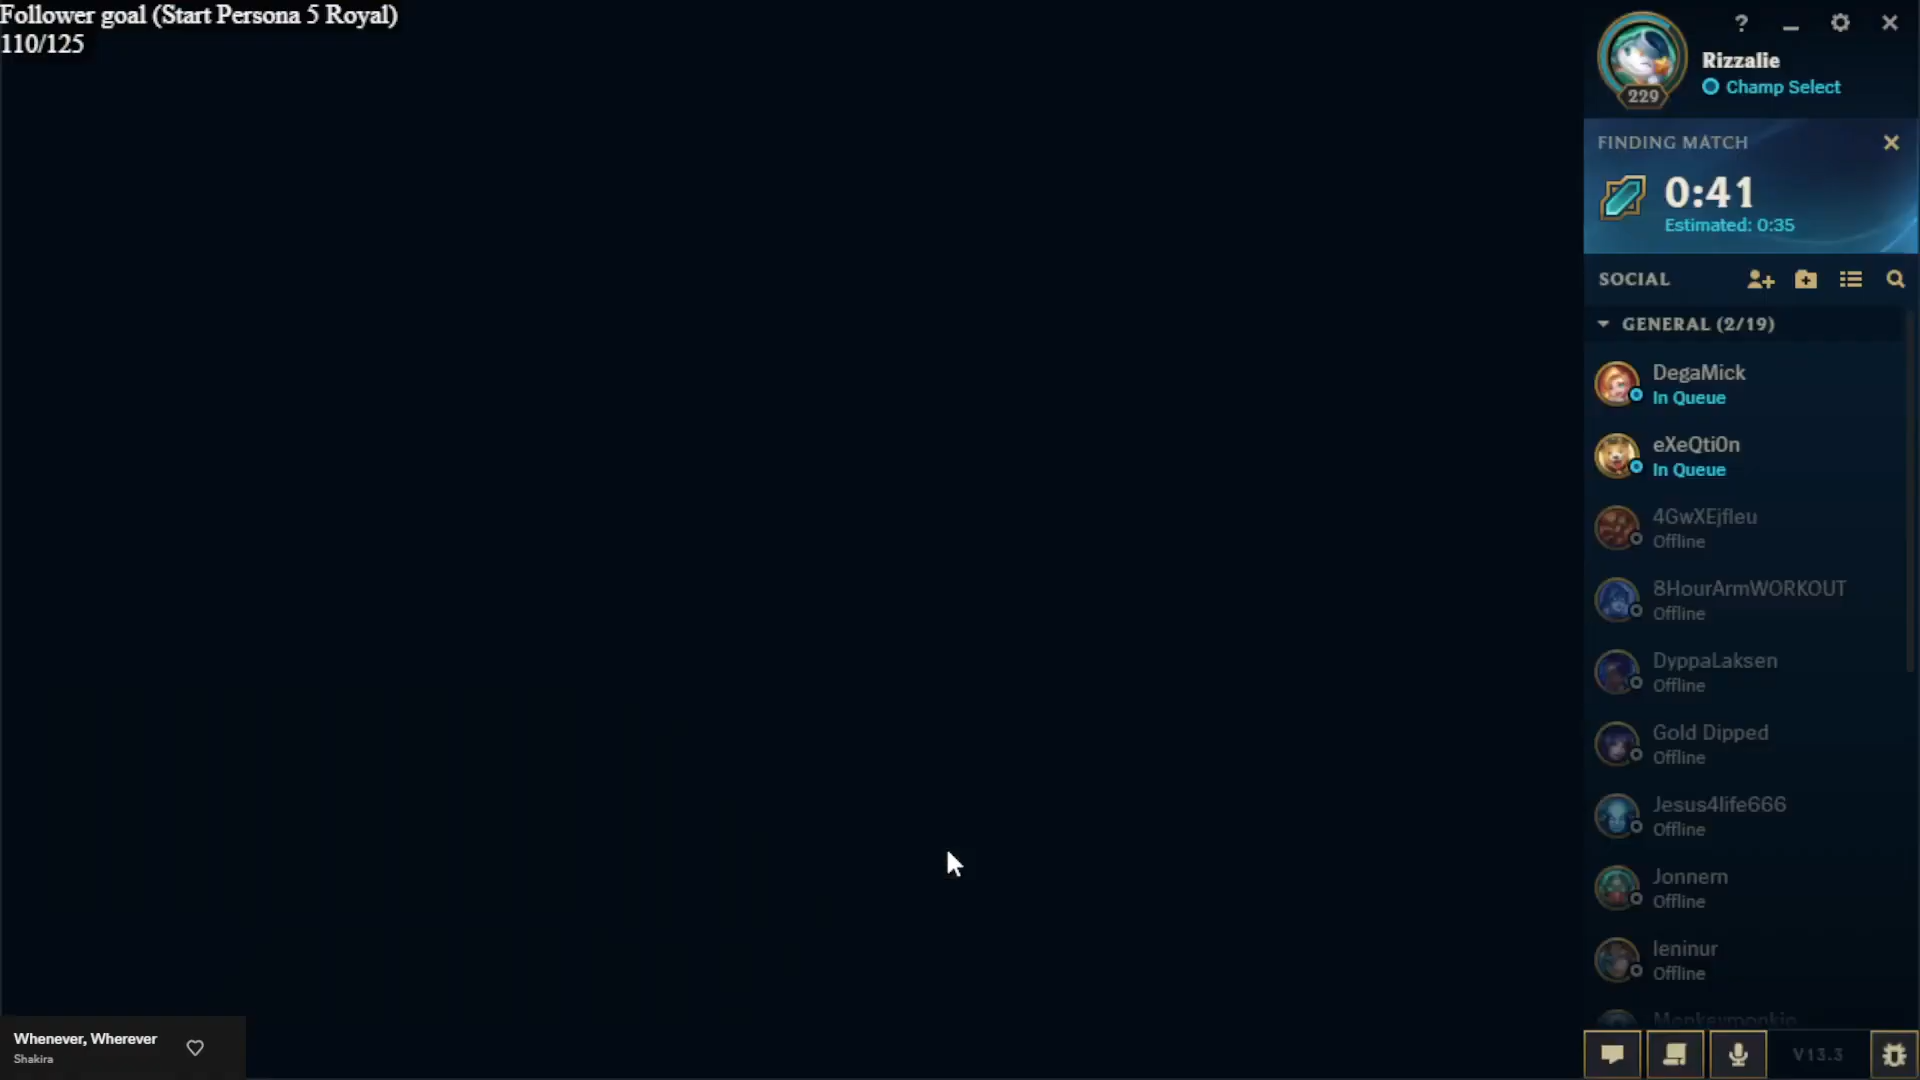 Follower goal (Start Persona 5 Royal)
110/125
?
Rizzalie
Champ Select
229
FINDING MATCH
0:41
Estimated: 0:35
SOCIAL
GENERAL (2/19)
DegaMick
In Queue
eXeQti0n
In Queue
4GwXEjfleu
Offline
8HourArmWORKOUT
Offline
DyppaLaksen
Offline
Gold Dipped
Offline
Jesus4life666
Offline
Jonnern
Offline
leninur
Offline
Whenever, Wherever
Shakira
V13.3